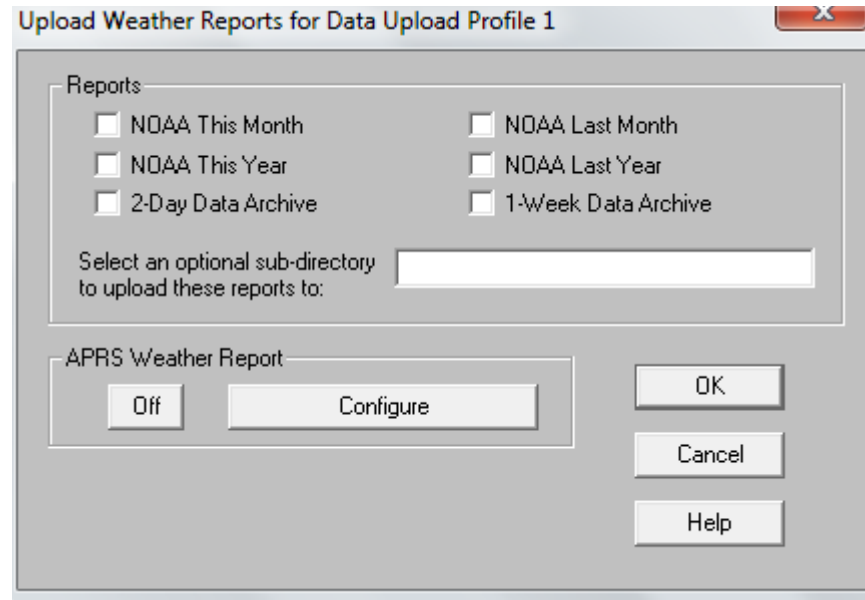 Upload Weather Reports for Data Upload Profile 1
Reports
NOAA This Month
NOAA Last Month
NOAA This Year
NOAA Last Year
2-Day Data Archive
1-Week Data Archive
Select an optional sub-directory
to upload these reports to:
APRS Weather Report
Off
Configure
OK
Cancel
Help